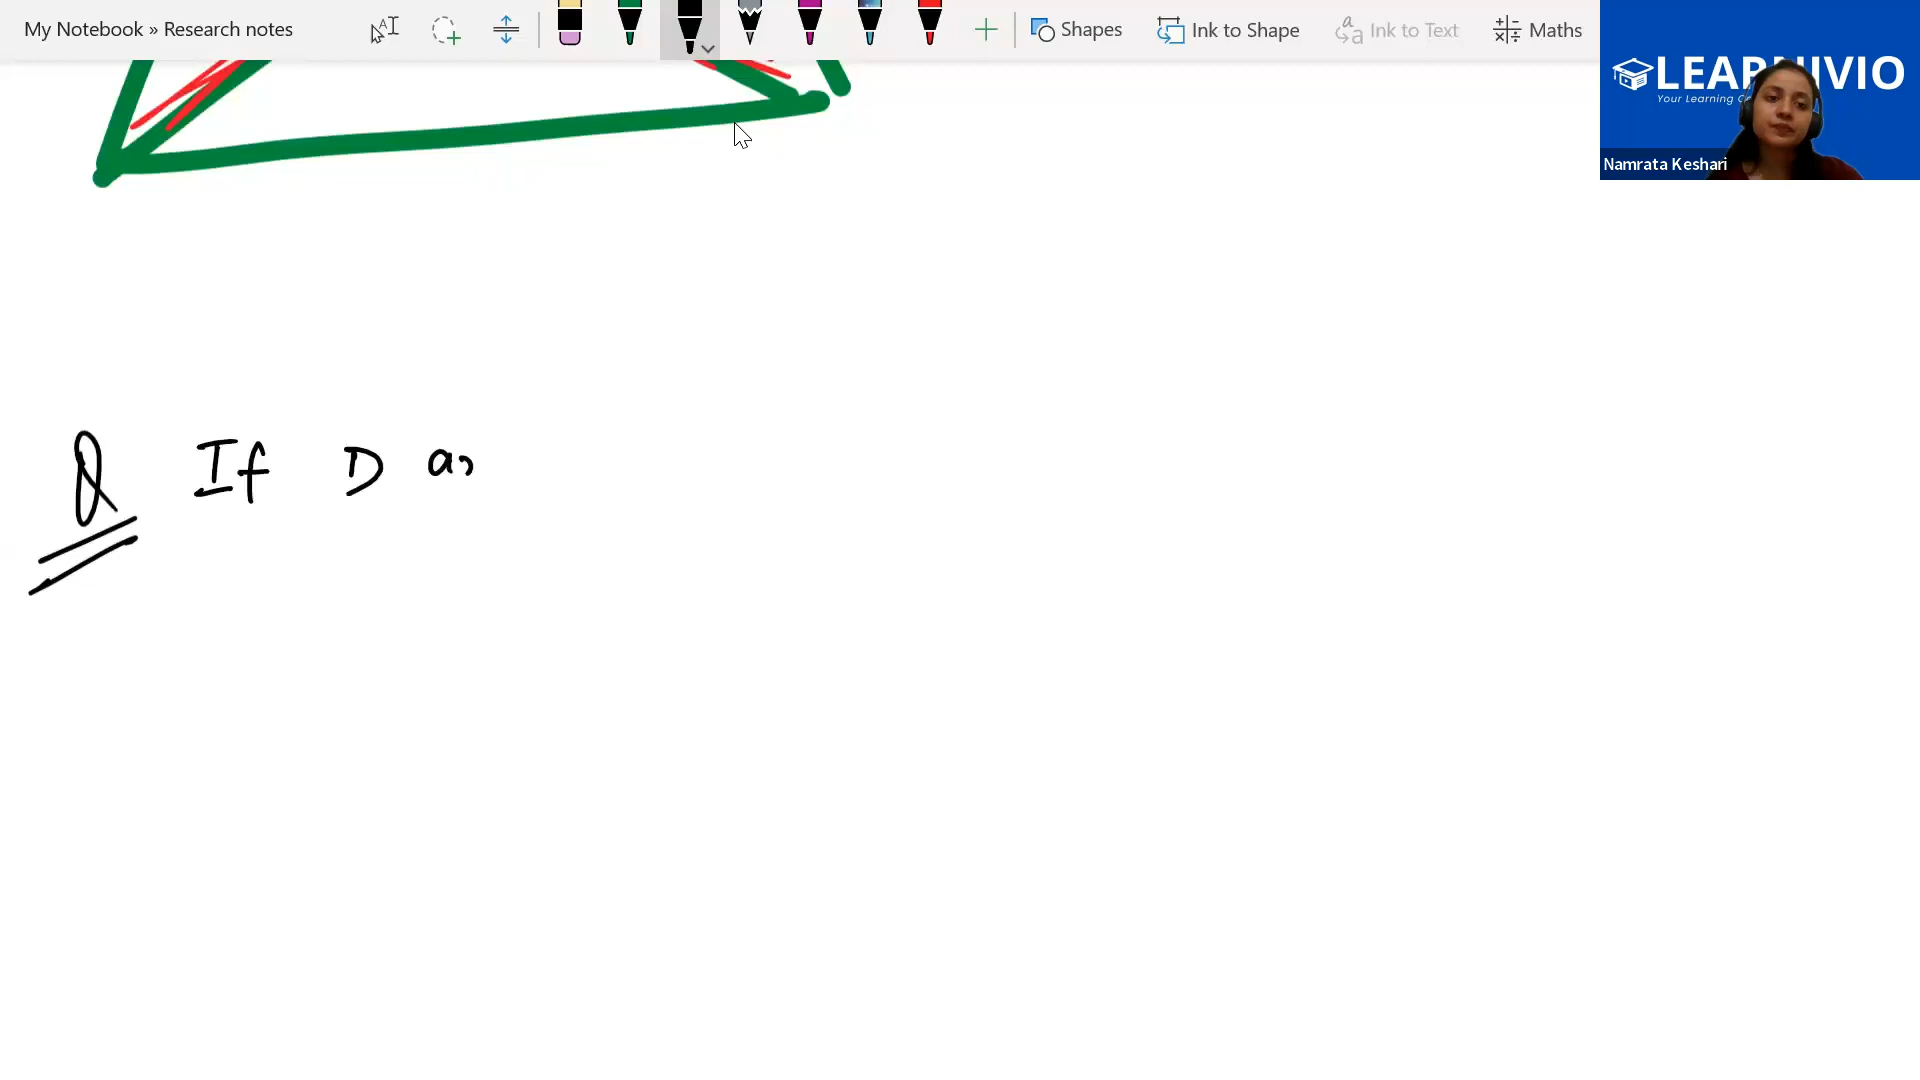 My Notebook » Research notes
Shapes
Ink to Shape
Ink to Text
Maths
LEARNIVIO
Your Learning C
Namrata Keshari
Q If D a